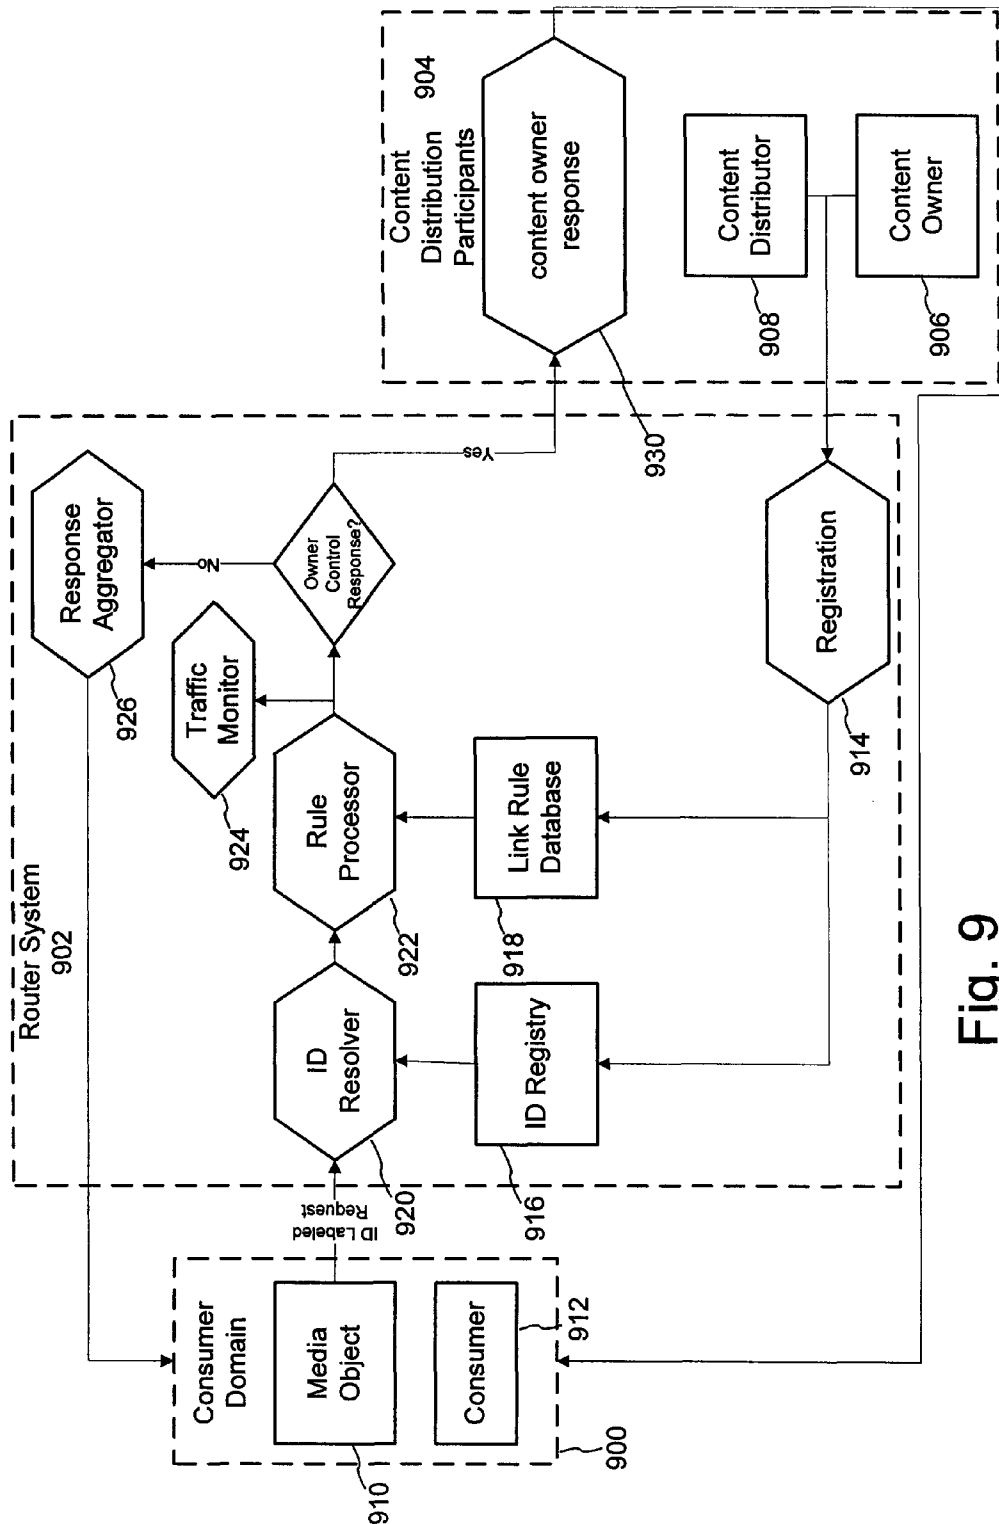 Router System
902
Response
Aggregator
926
Traffic
Monitor
924
Consumer
Domain
Media
Object
910
ID Labeled
Request
ID
Resolver
920
Rule
Processor
922
Owner
Control
Response?
No
Yes
Consumer
912
900
ID Registry
916
Link Rule
Database
918
Registration
914
Content
Distribution
Participants
904
content owner
response
930
Content
Distributor
908
Content
Owner
906
Fig. 9